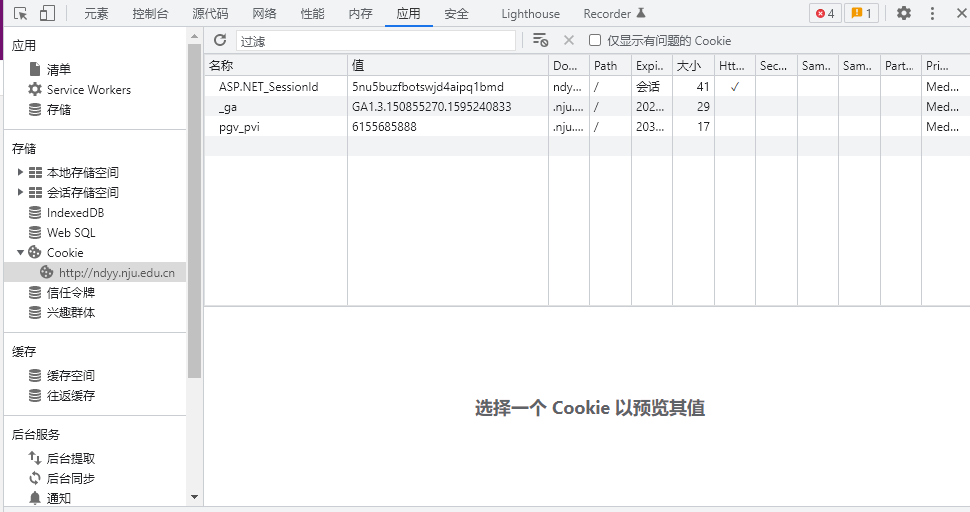 元素 控制台 源代码 网络 性能 内存 应用 安全 Lighthouse Recorder 4 1
应用
清单
Service Workers
存储
存储
本地存储空间
会话存储空间
IndexedDB
Web SQL
Cookie
http://ndyy.nju.edu.cn
信任令牌
兴趣群体
缓存
缓存空间
往返缓存
后台服务
后台提取
后台同步
通知
过滤 仅显示有问题的 Cookie
名称 值 Do... Path Expi... 大小 Htt... Sec... Sam... Sam... Part... Pri...
ASP.NET_SessionId 5nu5buzfbotswjd4aipq1bmd ndy... / 会话 41 ✓ Med...
_ga GA1.3.150855270.1595240833 .nju.... / 202... 29 Med...
pgv_pvi 6155685888 .nju.... / 203... 17 Med...
选择一个 Cookie 以预览其值